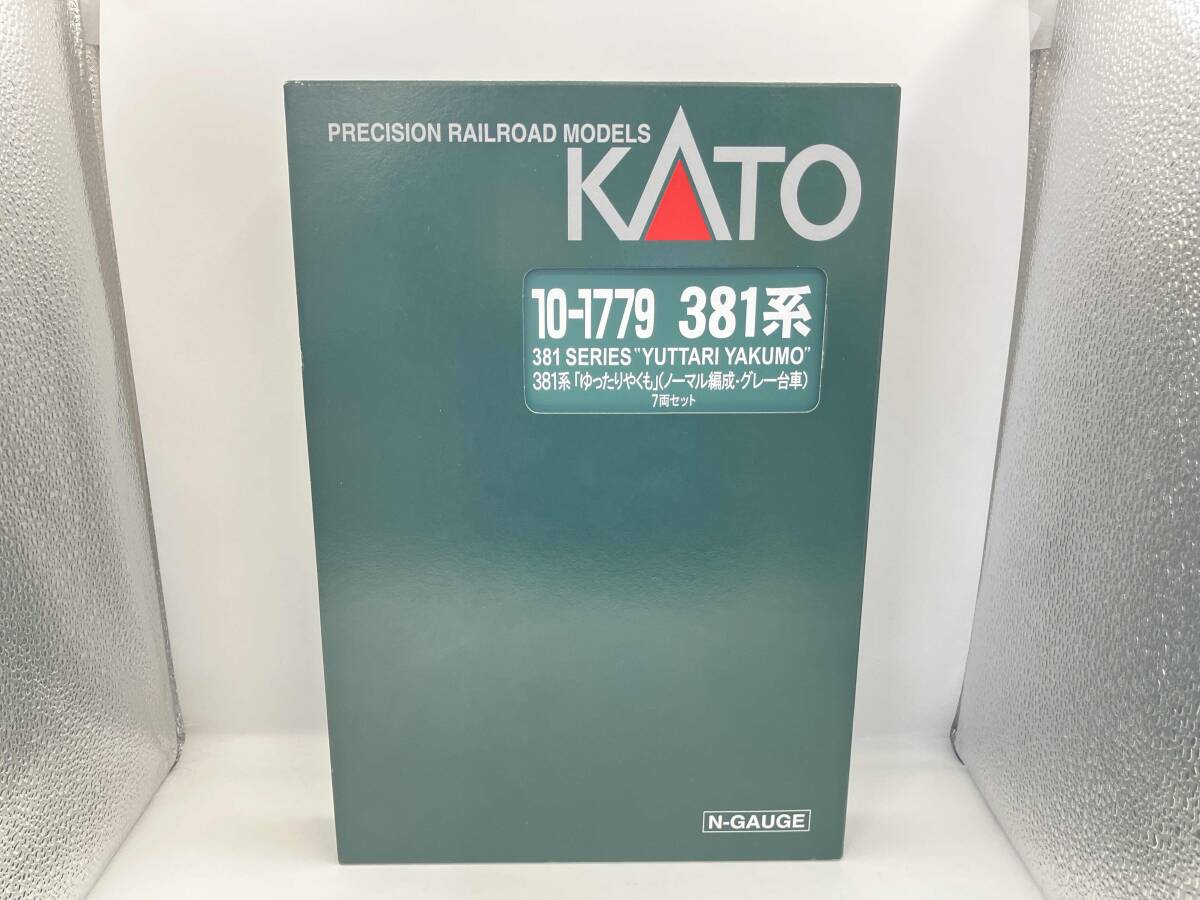 PRECISION RAILROAD MODELS
KATO
10-1779 381系
381 SERIES "YUTTARI YAKUMO"
381系「ゆったりやくも」(ノーマル編成・グレー台車)
7両セット
N-GAUGE